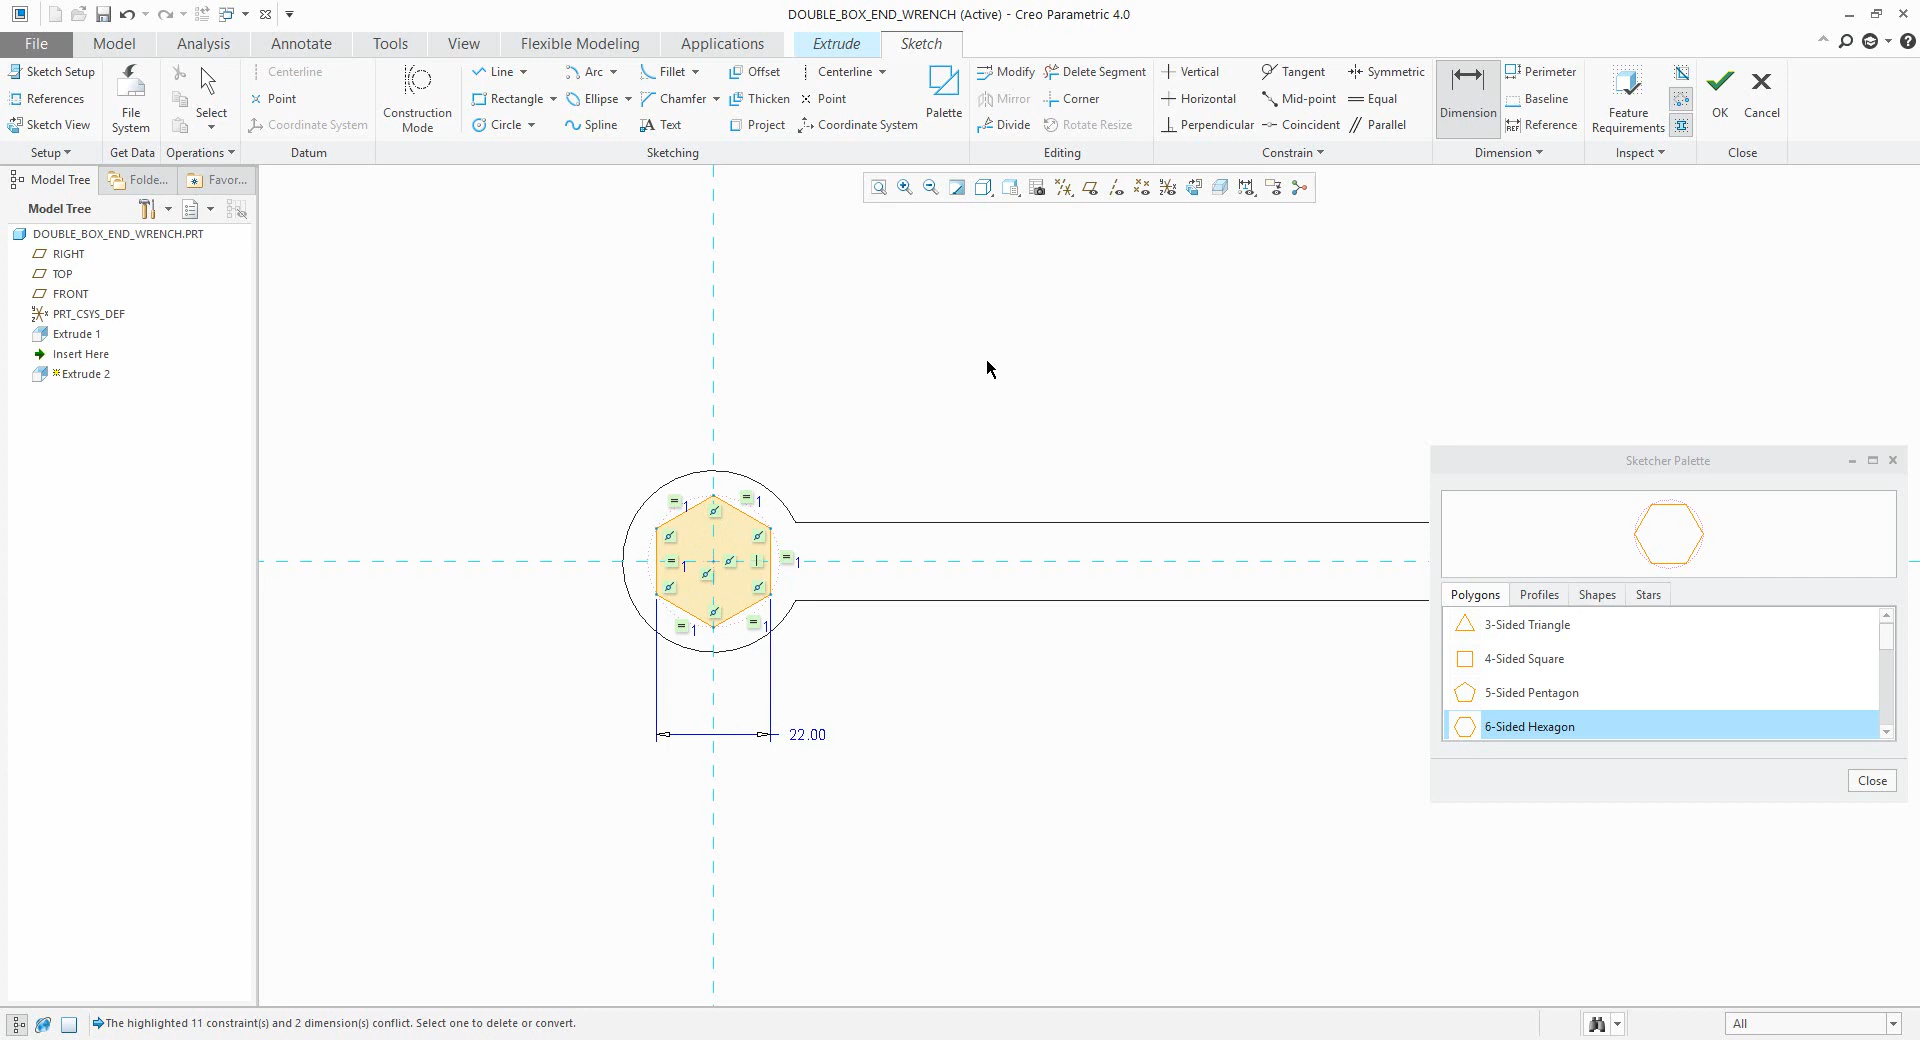 DOUBLE_BOX_END_WRENCH (Active) - Creo Parametric 4.0
File Model Analysis Annotate Tools View Flexible Modeling Applications Extrude Sketch
Sketch Setup
References
Sketch View
Setup
File System
Get Data
Select
Operations
Centerline
Point
Coordinate System
Datum
Construction Mode
Line Arc Fillet Offset Centerline
Rectangle Ellipse Chamfer Thicken Point
Circle Spline Text Project Coordinate System
Palette
Sketching
Modify Delete Segment
Mirror Corner
Divide Rotate Resize
Editing
Vertical Tangent Symmetric
Horizontal Mid-point Equal
Perpendicular Coincident Parallel
Constrain
Dimension
Perimeter
Baseline
REF Reference
Dimension
Feature Requirements
Inspect
OK Cancel
Close
Model Tree Folde... Favor...
Model Tree
DOUBLE_BOX_END_WRENCH.PRT
RIGHT
TOP
FRONT
PRT_CSYS_DEF
Extrude 1
Insert Here
Extrude 2
1 1
1 1
1 1
22.00
Sketcher Palette
Polygons Profiles Shapes Stars
3-Sided Triangle
4-Sided Square
5-Sided Pentagon
6-Sided Hexagon
Close
The highlighted 11 constraint(s) and 2 dimension(s) conflict. Select one to delete or convert.
All